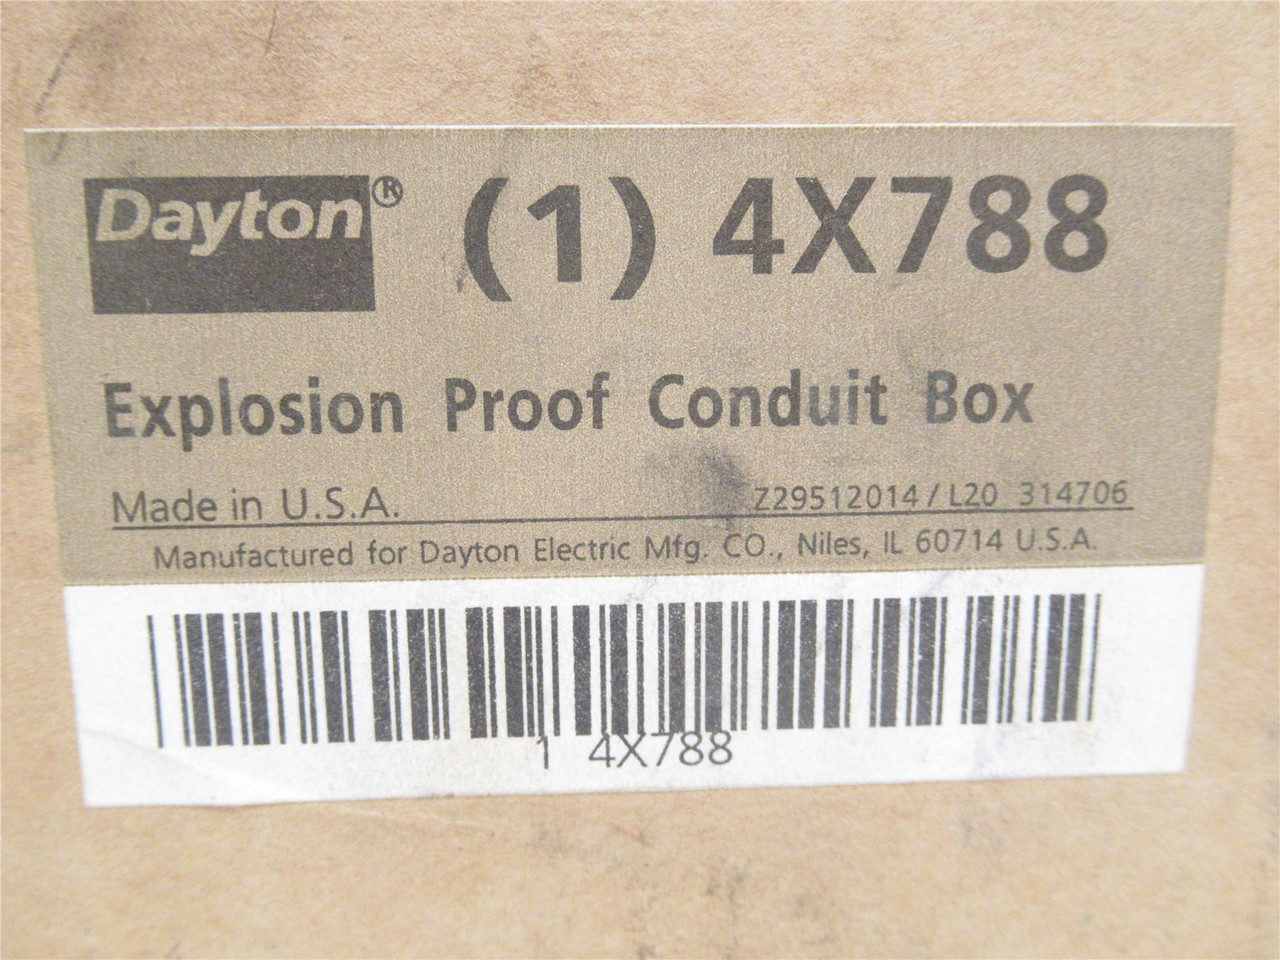 Dayton® (1) 4X788
Explosion Proof Conduit Box
Made in U.S.A. Z29512014/L20 314706
Manufactured for Dayton Electric Mfg. CO., Niles, IL 60714 U.S.A.
1 4X788